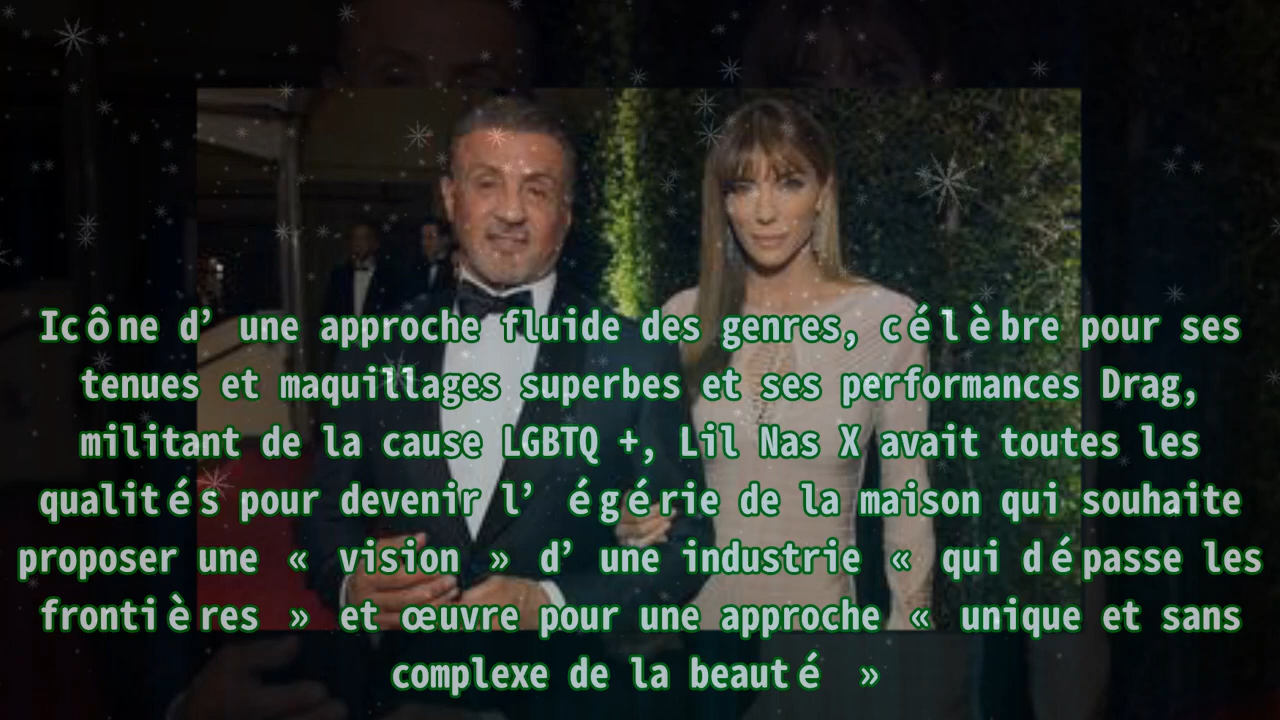 Icône d’ une approche fluide des genres, célèbre pour ses
tenues et maquillages superbes et ses performances Drag,
militant de la cause LGBTQ +, Lil Nas X avait toutes les
qualités pour devenir l’ égérie de la maison qui souhaite
proposer une « vision » d’ une industrie « qui dépasse les
frontières » et œuvre pour une approche « unique et sans
complexe de la beauté »